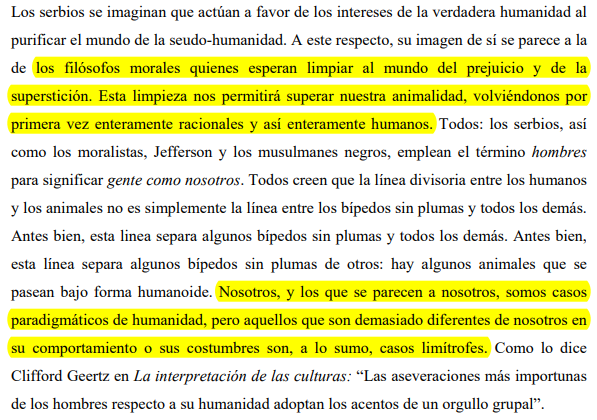 Los serbios se imaginan que actúan a favor de los intereses de la verdadera humanidad al
purificar el mundo de la seudo-humanidad. A este respecto, su imagen de sí se parece a la
de los filósofos morales quienes esperan limpiar al mundo del prejuicio y de la
superstición. Esta limpieza nos permitirá superar nuestra animalidad, volviéndonos por
primera vez enteramente racionales y así enteramente humanos. Todos: los serbios, así
como los moralistas, Jefferson y los musulmanes negros, emplean el término hombres
para significar gente como nosotros. Todos creen que la línea divisoria entre los humanos
y los animales no es simplemente la línea entre los bípedos sin plumas y todos los demás.
Antes bien, esta linea separa algunos bípedos sin plumas y todos los demás. Antes bien,
esta línea separa algunos bípedos sin plumas de otros: hay algunos animales que se
pasean bajo forma humanoide. Nosotros, y los que se parecen a nosotros, somos casos
paradigmáticos de humanidad, pero aquellos que son demasiado diferentes de nosotros en
su comportamiento o sus costumbres son, a lo sumo, casos limítrofes. Como lo dice
Clifford Geertz en La interpretación de las culturas: “Las aseveraciones más importunas
de los hombres respecto a su humanidad adoptan los acentos de un orgullo grupal”.